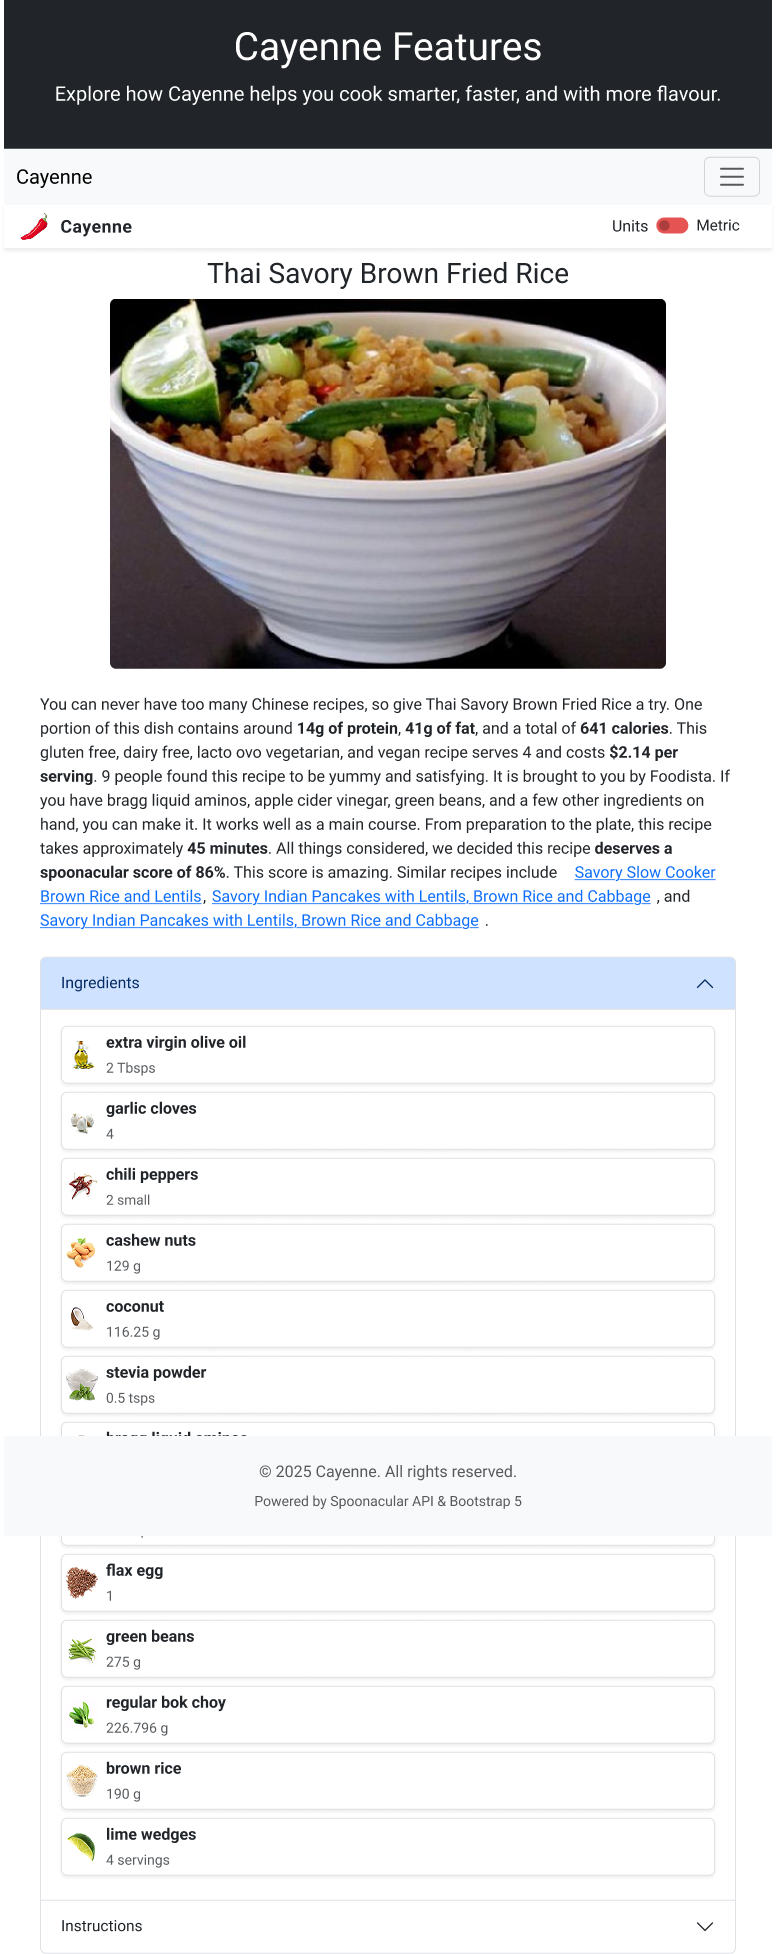 Cayenne Features
Explore how Cayenne helps you cook smarter, faster, and with more flavour.
Cayenne
Cayenne
Units Metric
Thai Savory Brown Fried Rice
You can never have too many Chinese recipes, so give Thai Savory Brown Fried Rice a try. One
portion of this dish contains around 14g of protein, 41g of fat, and a total of 641 calories. This
gluten free, dairy free, lacto ovo vegetarian, and vegan recipe serves 4 and costs $2.14 per
serving. 9 people found this recipe to be yummy and satisfying. It is brought to you by Foodista. If
you have bragg liquid aminos, apple cider vinegar, green beans, and a few other ingredients on
hand, you can make it. It works well as a main course. From preparation to the plate, this recipe
takes approximately 45 minutes. All things considered, we decided this recipe deserves a
spoonacular score of 86%. This score is amazing. Similar recipes include Savory Slow Cooker
Brown Rice and Lentils, Savory Indian Pancakes with Lentils, Brown Rice and Cabbage , and
Savory Indian Pancakes with Lentils, Brown Rice and Cabbage .
Ingredients
extra virgin olive oil
2 Tbsps
garlic cloves
4
chili peppers
2 small
cashew nuts
129 g
coconut
116.25 g
stevia powder
0.5 tsps
bragg liquid aminos
© 2025 Cayenne. All rights reserved.
Powered by Spoonacular API & Bootstrap 5
flax egg
1
green beans
275 g
regular bok choy
226.796 g
brown rice
190 g
lime wedges
4 servings
Instructions